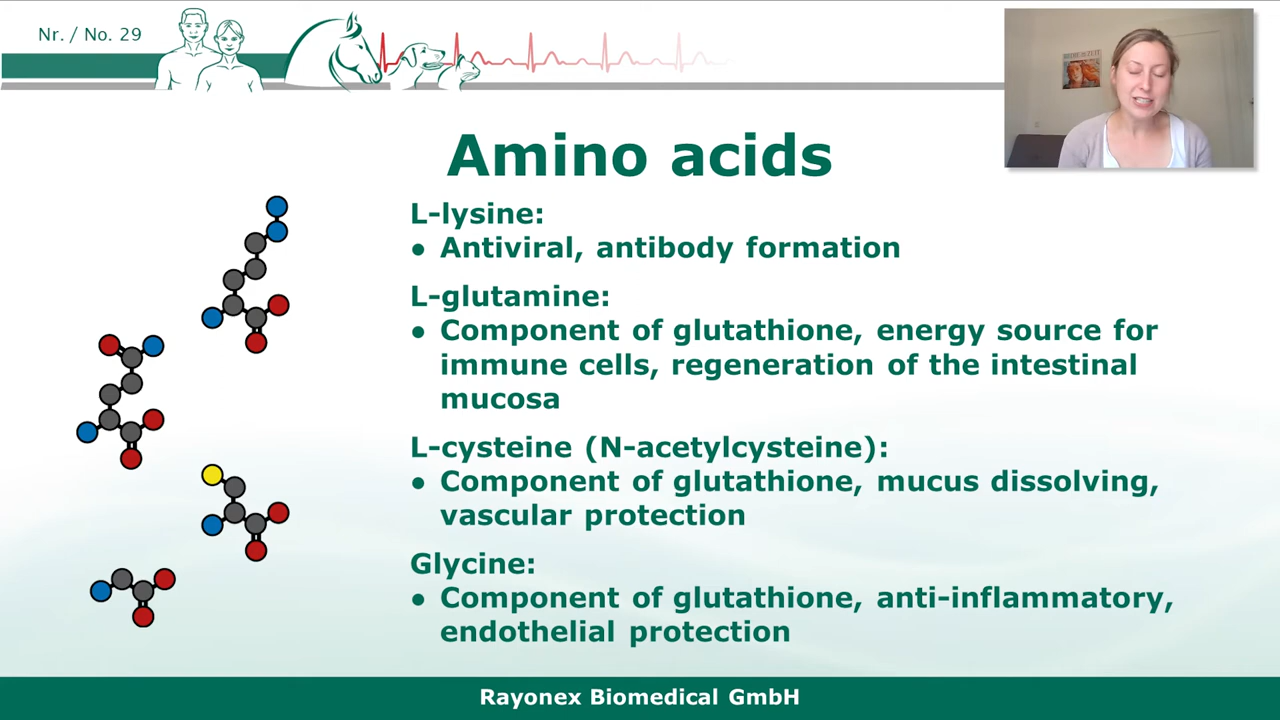 Nr. / No. 29
Amino acids
L-lysine:
● Antiviral, antibody formation
L-glutamine:
● Component of glutathione, energy source for
immune cells, regeneration of the intestinal
mucosa
L-cysteine (N-acetylcysteine):
● Component of glutathione, mucus dissolving,
vascular protection
Glycine:
● Component of glutathione, anti-inflammatory,
endothelial protection
Rayonex Biomedical GmbH